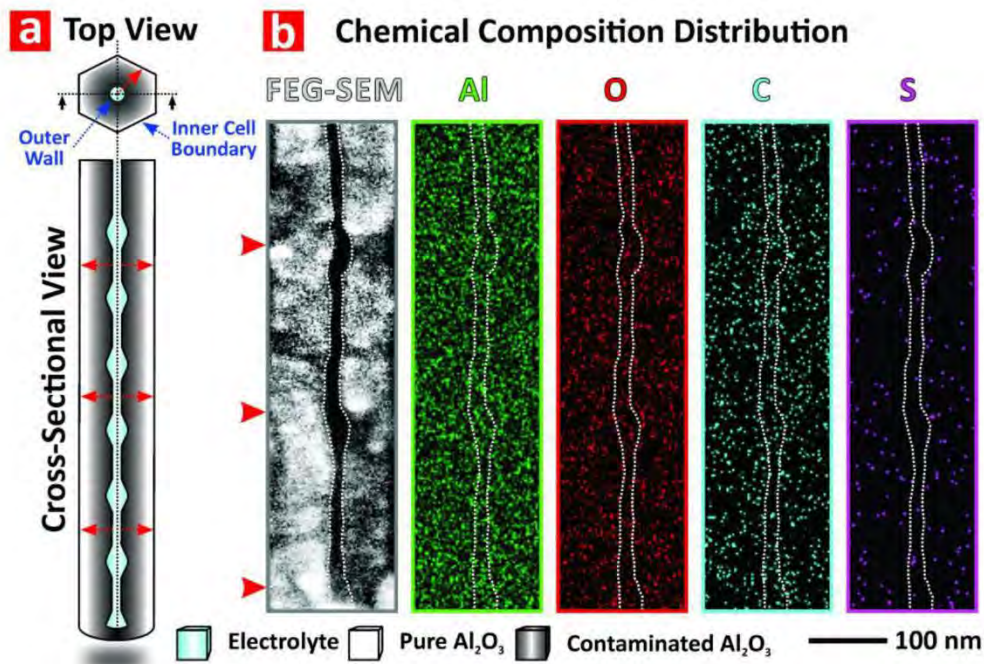 a Top View
Outer
Wall
Inner Cell
Boundary
Cross-Sectional View
b Chemical Composition Distribution
FEG-SEM Al O C S
Electrolyte Pure Al₂O₃ Contaminated Al₂O₃ 100 nm